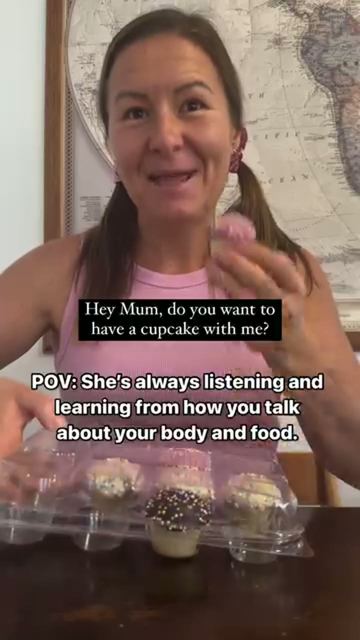 Hey Mum, do you want to
have a cupcake with me?
POV: She's always listening and
learning from how you talk
about your body and food.